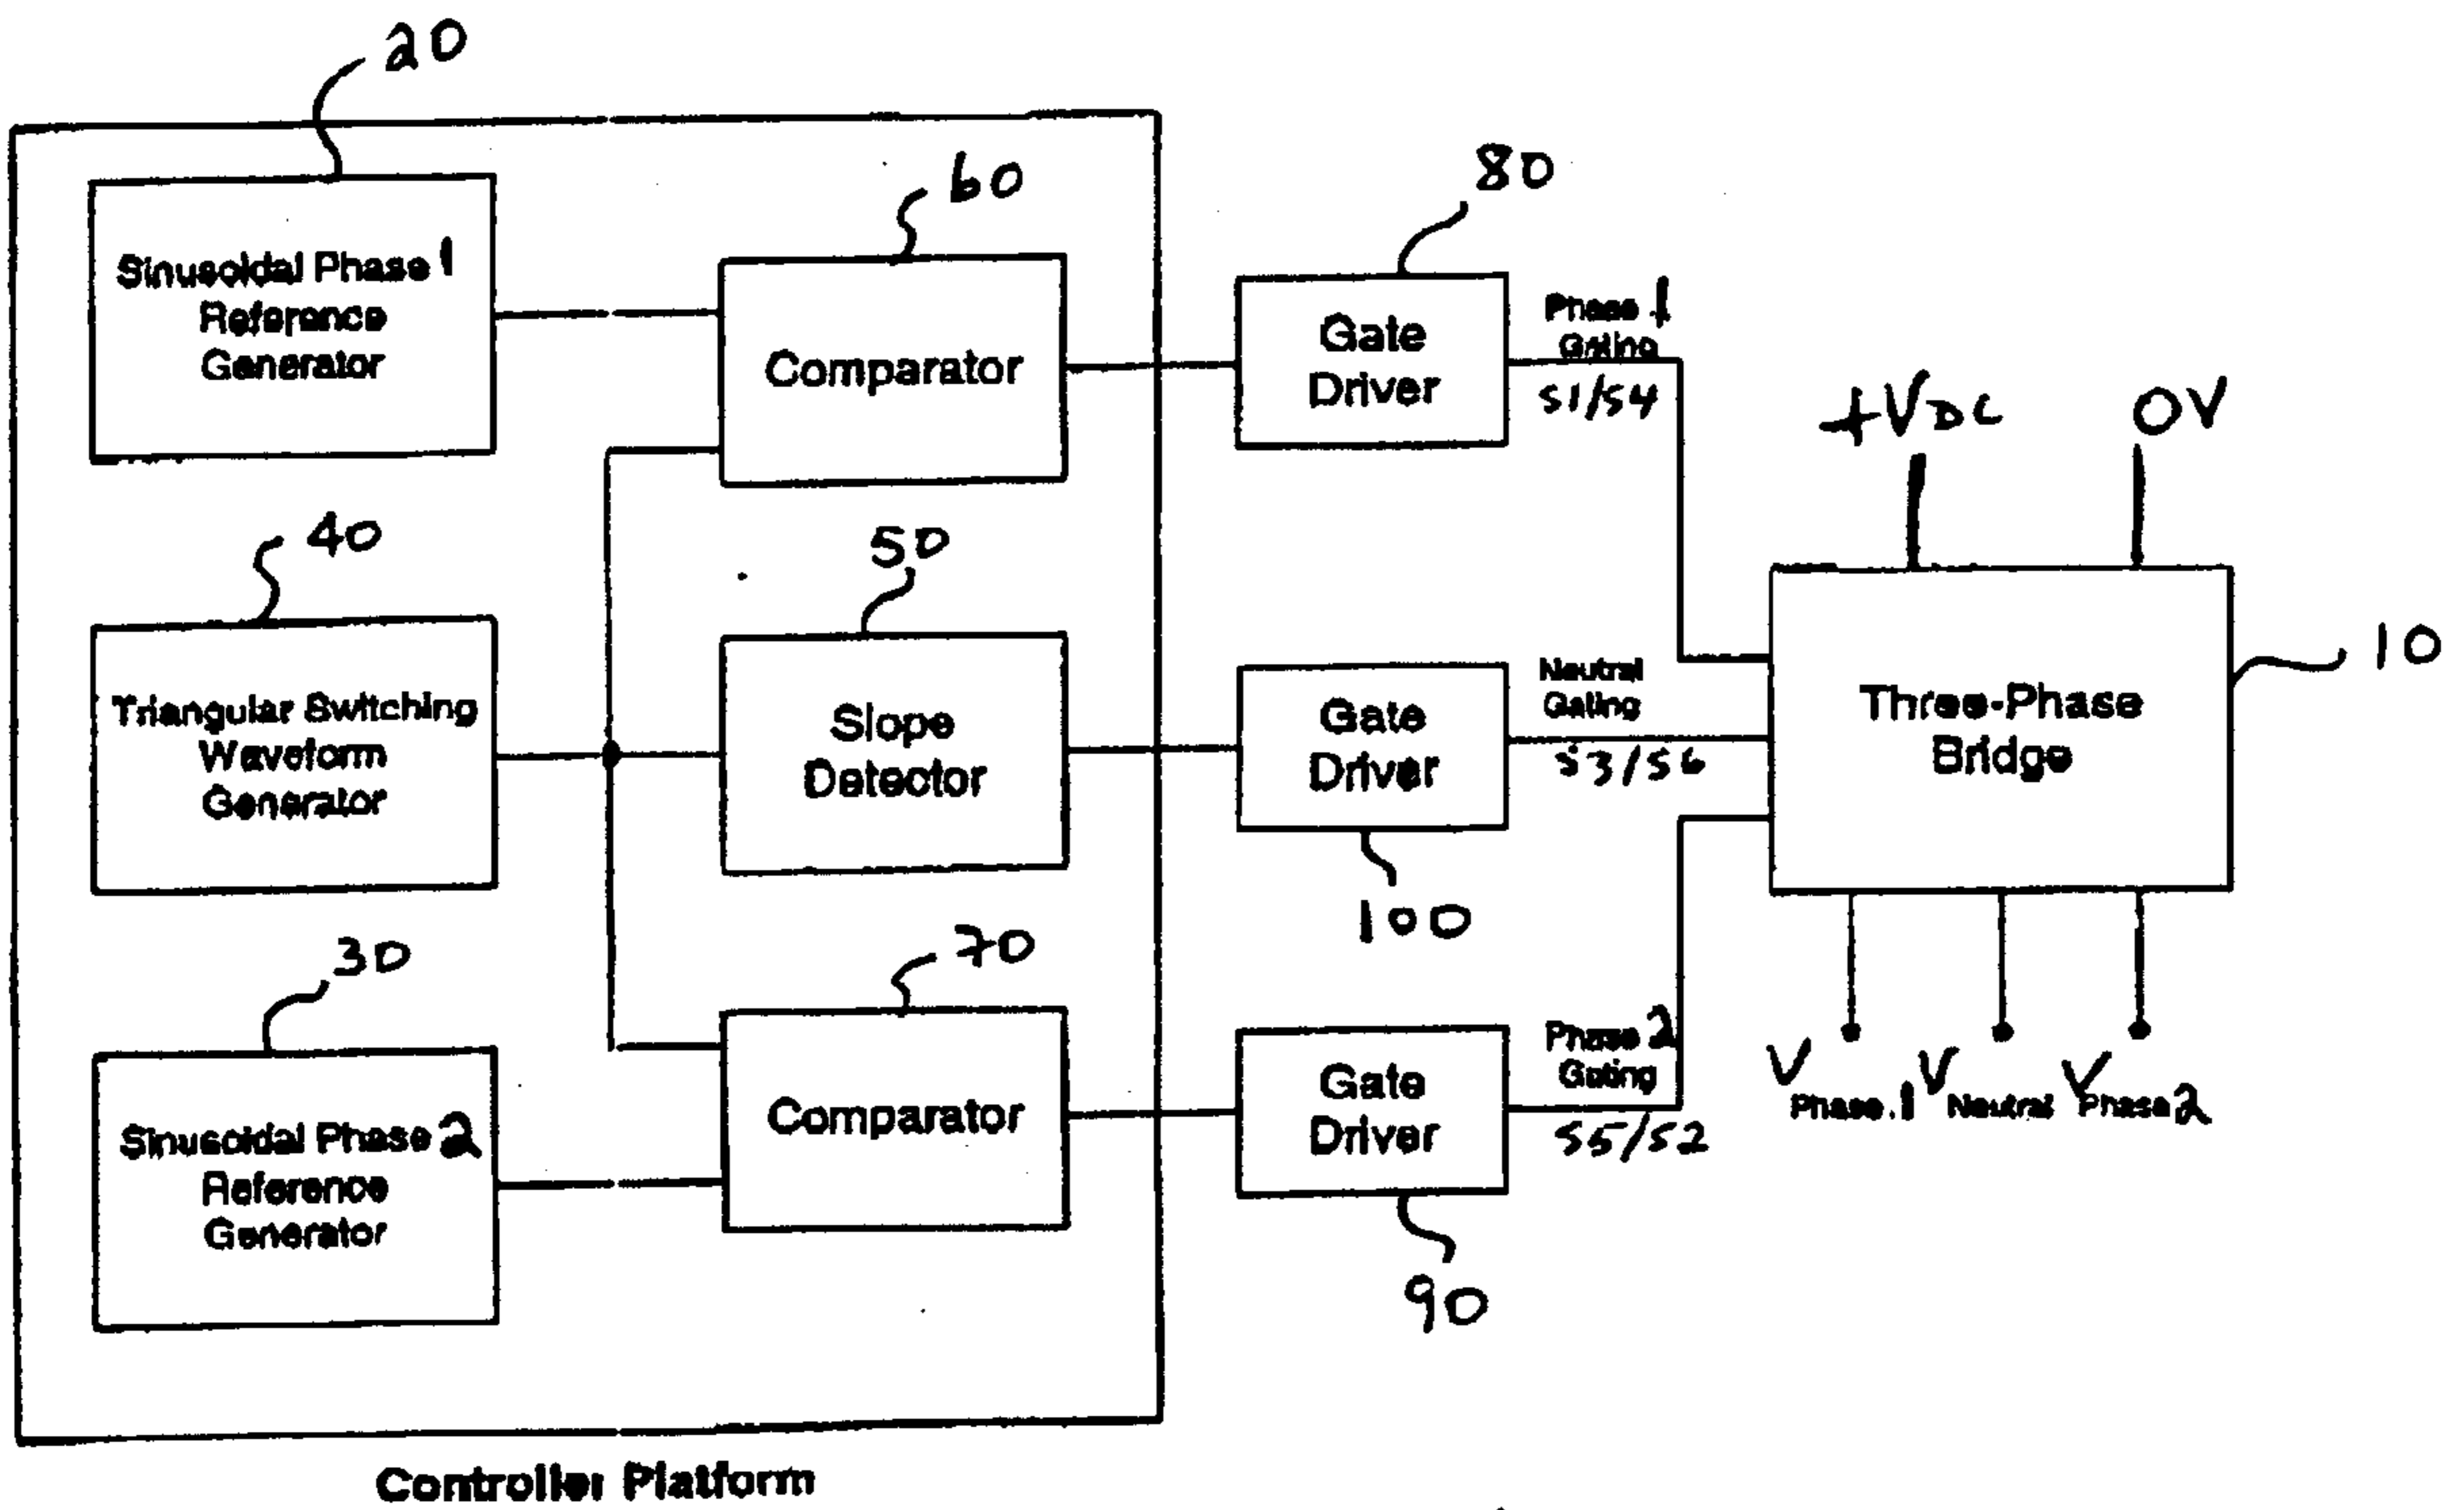 20
60
80
Sinusoidal Phase 1
Reference
Generator
Comparator
Gate
Driver
Phase 1
Gating
S1/S4
+VDC
0V
40
50
10
Triangular Switching
Waveform
Generator
Slope
Detector
Gate
Driver
Neutral
Gating
S3/S6
Three-Phase
Bridge
100
30
70
Sinusoidal Phase 2
Reference
Generator
Comparator
Gate
Driver
Phase 2
Gating
S5/S2
V Phase.1
V Neutral
V Phase 2
90
Controller Platform